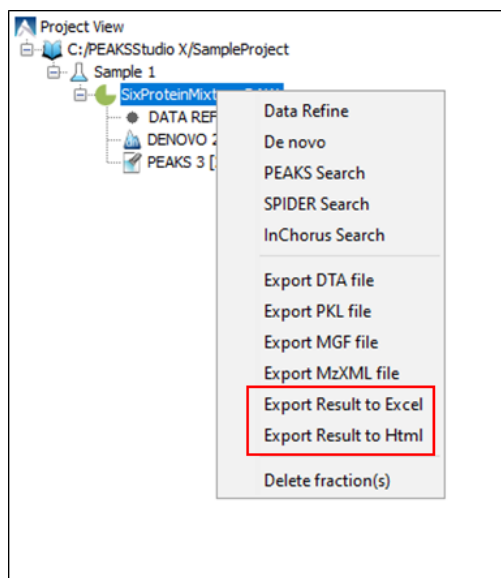 Project View
C:/PEAKSStudio X/SampleProject
Sample 1
DATA REF
DENOVO 2
PEAKS 3 [
Data Refine
De novo
PEAKS Search
SPIDER Search
InChorus Search
Export DTA file
Export PKL file
Export MGF file
Export MzXML file
Export Result to Excel
Export Result to Html
Delete fraction(s)